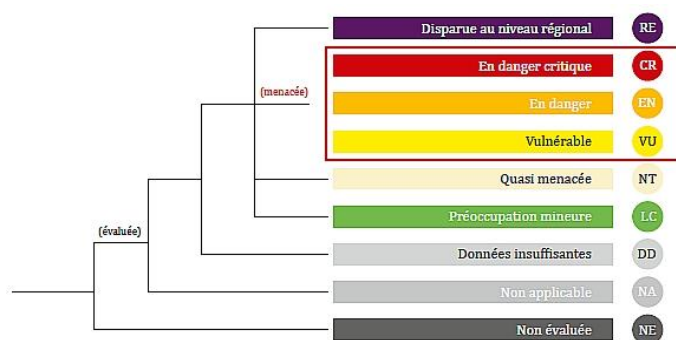 Disparue au niveau régional RE
En danger critique CR
(menacée)
En danger EN
Vulnérable VU
Quasi menacée NT
Préoccupation mineure LC
(évaluée)
Données insuffisantes DD
Non applicable NA
Non évaluée NE